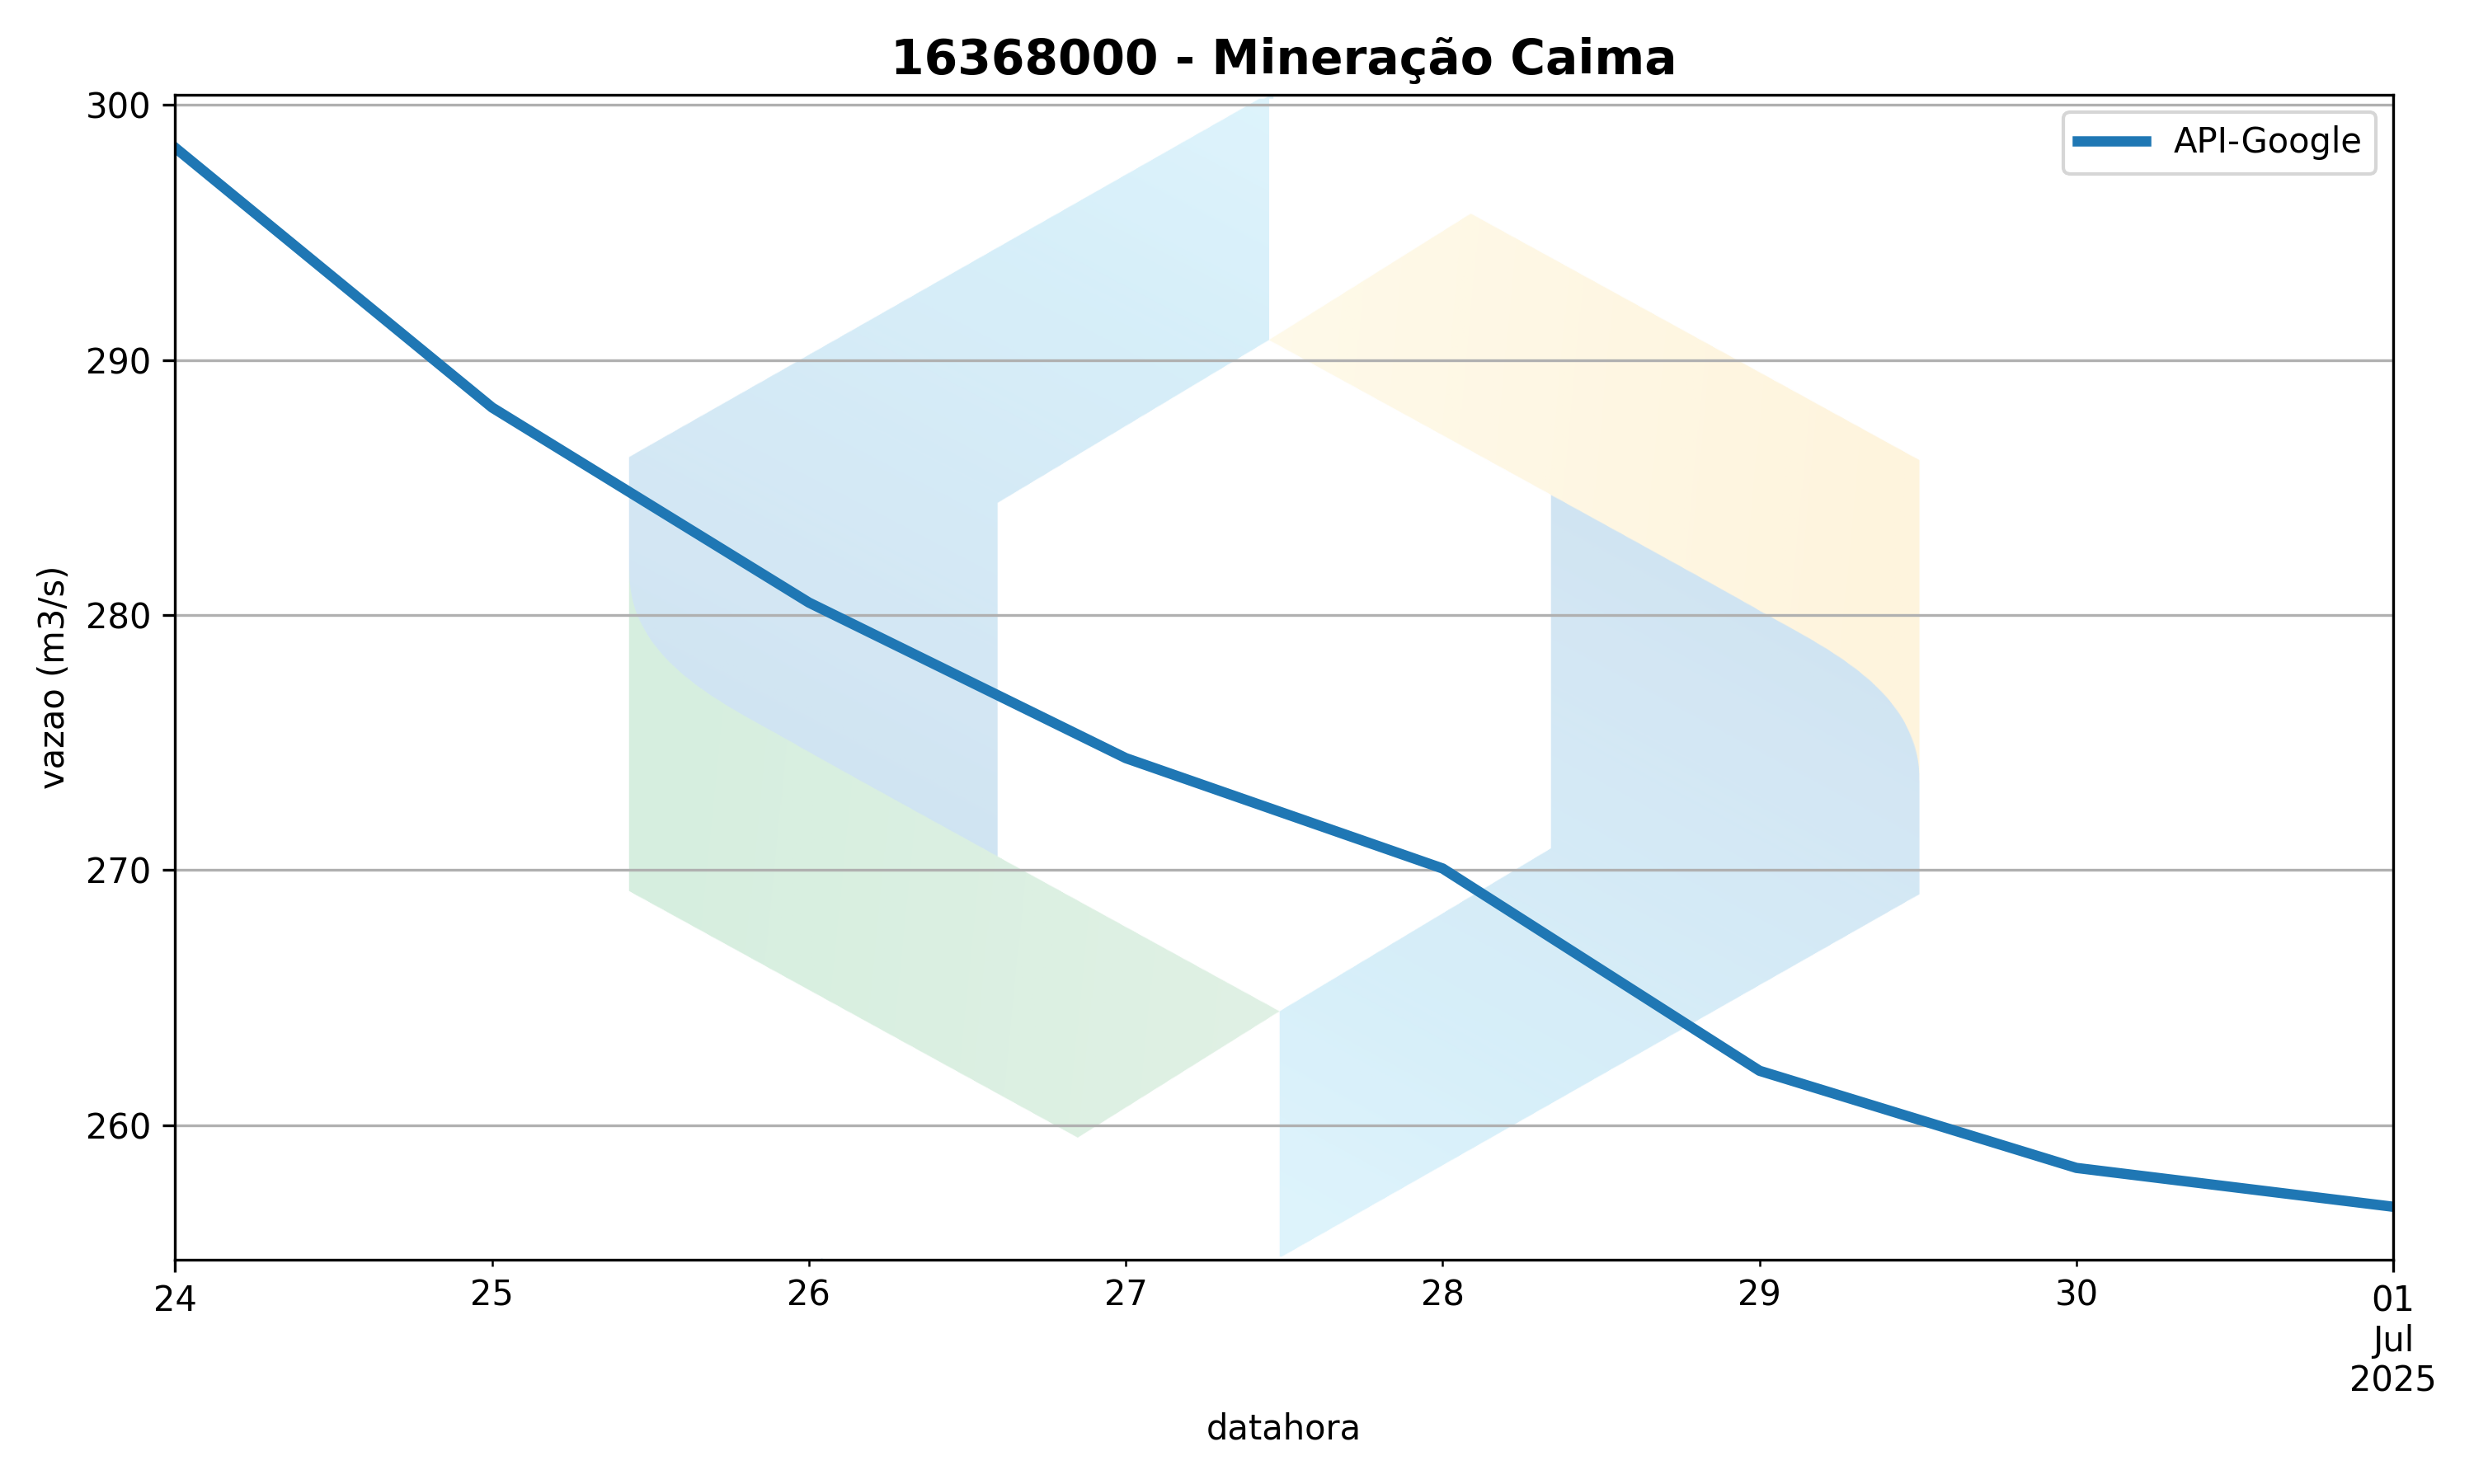 16368000 - Mineração Caima
API-Google
300
290
280
270
260
vazao (m3/s)
24 25 26 27 28 29 30 01
Jul
2025
datahora